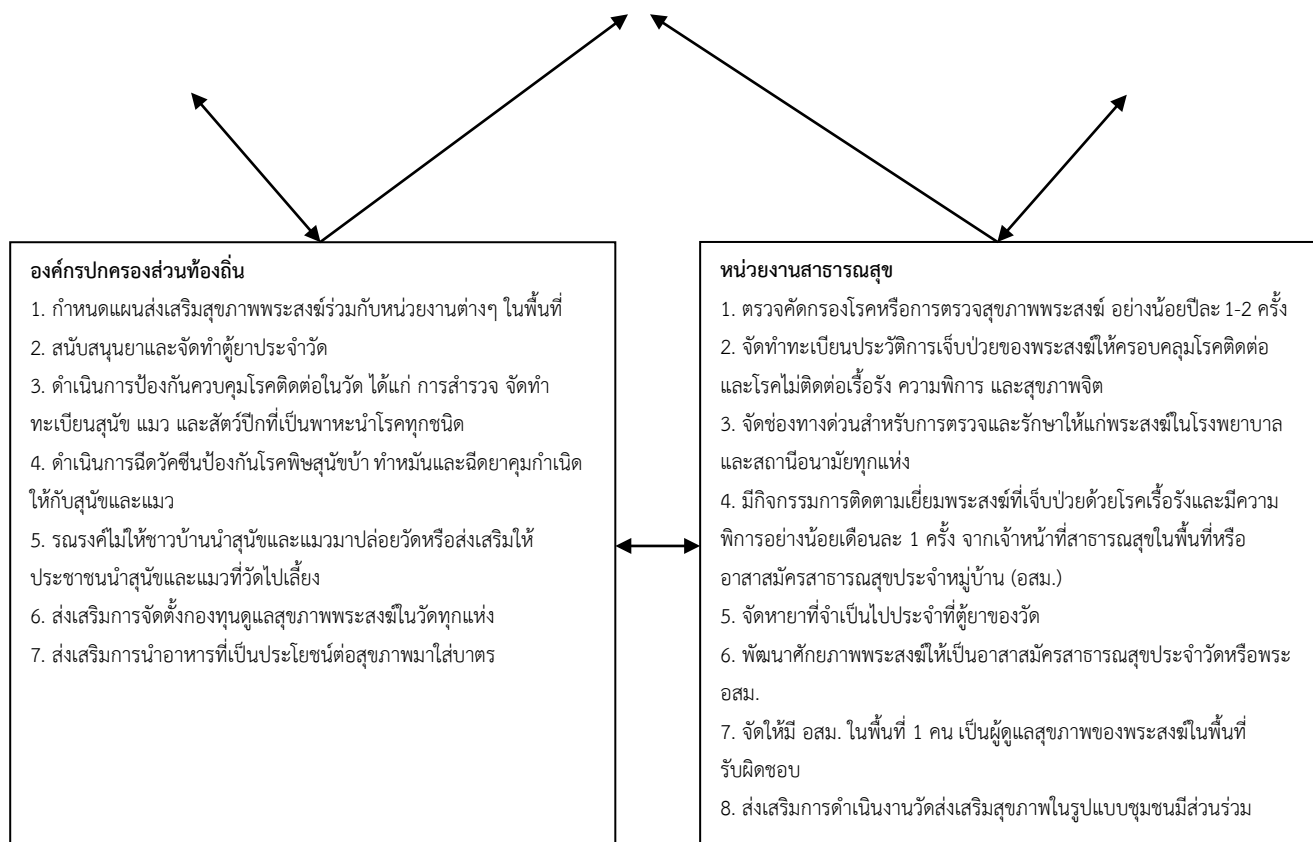 องค์กรปกครองส่วนท้องถิ่น
1. กำหนดแผนส่งเสริมสุขภาพพระสงฆ์ร่วมกับหน่วยงานต่างๆ ในพื้นที่
2. สนับสนุนยาและจัดทำตู้ยาประจำวัด
3. ดำเนินการป้องกันควบคุมโรคติดต่อในวัด ได้แก่ การสำรวจ จัดทำ
ทะเบียนสุนัข แมว และสัตว์ปีกที่เป็นพาหะนำโรคทุกชนิด
4. ดำเนินการฉีดวัคซีนป้องกันโรคพิษสุนัขบ้า ทำหมันและฉีดยาคุมกำเนิด
ให้กับสุนัขและแมว
5. รณรงค์ไม่ให้ชาวบ้านนำสุนัขและแมวมาปล่อยวัดหรือส่งเสริมให้
ประชาชนนำสุนัขและแมวที่วัดไปเลี้ยง
6. ส่งเสริมการจัดตั้งกองทุนดูแลสุขภาพพระสงฆ์ในวัดทุกแห่ง
7. ส่งเสริมการนำอาหารที่เป็นประโยชน์ต่อสุขภาพมาใส่บาตร
หน่วยงานสาธารณสุข
1. ตรวจคัดกรองโรคหรือการตรวจสุขภาพพระสงฆ์ อย่างน้อยปีละ 1-2 ครั้ง
2. จัดทำทะเบียนประวัติการเจ็บป่วยของพระสงฆ์ให้ครอบคลุมโรคติดต่อ
และโรคไม่ติดต่อเรื้อรัง ความพิการ และสุขภาพจิต
3. จัดช่องทางด่วนสำหรับการตรวจและรักษาให้แก่พระสงฆ์ในโรงพยาบาล
และสถานีอนามัยทุกแห่ง
4. มีกิจกรรมการติดตามเยี่ยมพระสงฆ์ที่เจ็บป่วยด้วยโรคเรื้อรังและมีความ
พิการอย่างน้อยเดือนละ 1 ครั้ง จากเจ้าหน้าที่สาธารณสุขในพื้นที่หรือ
อาสาสมัครสาธารณสุขประจำหมู่บ้าน (อสม.)
5. จัดหายาที่จำเป็นไปประจำที่ตู้ยาของวัด
6. พัฒนาศักยภาพพระสงฆ์ให้เป็นอาสาสมัครสาธารณสุขประจำวัดหรือพระ
อสม.
7. จัดให้มี อสม. ในพื้นที่ 1 คน เป็นผู้ดูแลสุขภาพของพระสงฆ์ในพื้นที่
รับผิดชอบ
8. ส่งเสริมการดำเนินงานวัดส่งเสริมสุขภาพในรูปแบบชุมชนมีส่วนร่วม